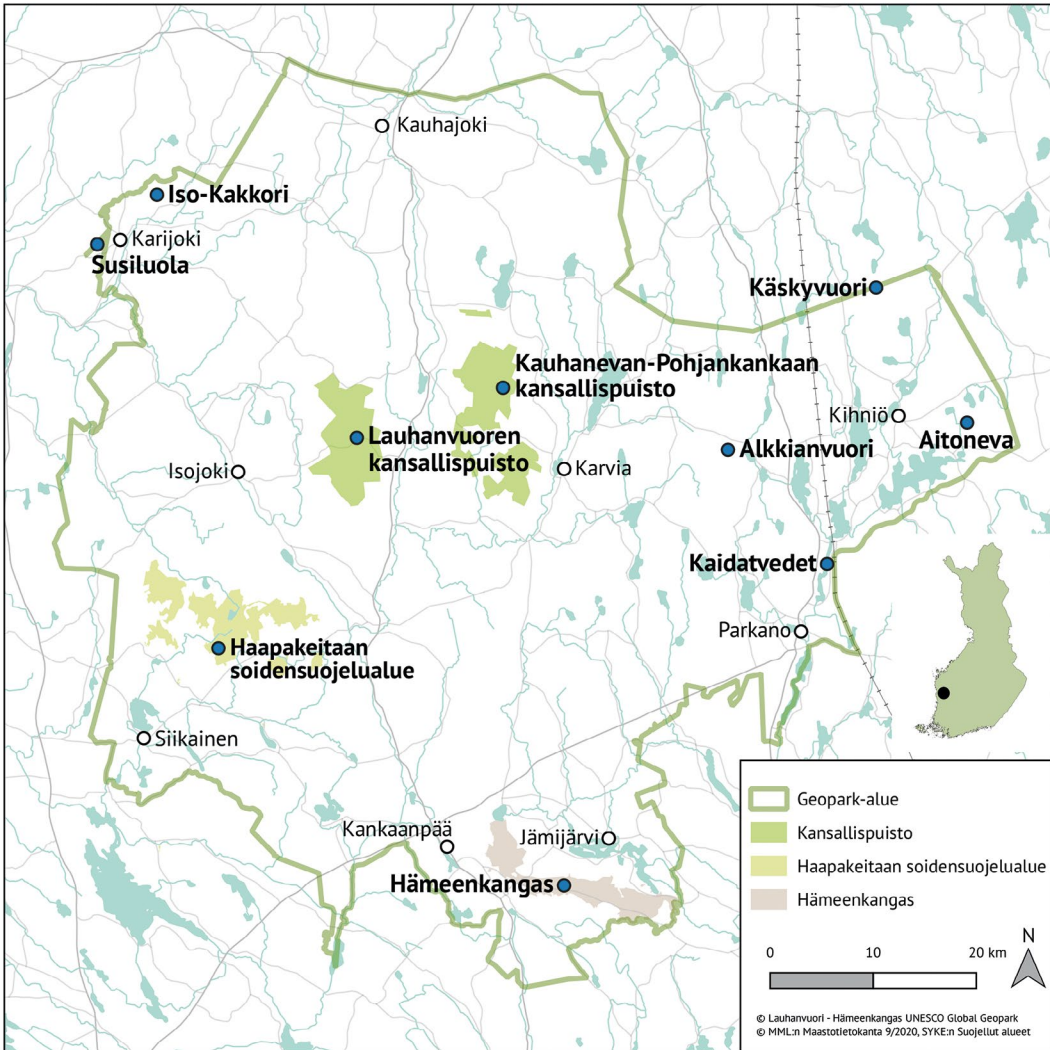 Kauhajoki
Iso-Kakkori
Karijoki
Susiluola
Käskyvuori
Kauhanevan-Pohjankankaan
kansallispuisto
Kihniö
Aitoneva
Lauhanvuoren
kansallispuisto
Alkkianvuori
Isojoki
Karvia
Kaidatvedet
Parkano
Haapakeitaan
soidensuojelualue
Siikainen
Kankaanpää
Jämijärvi
Hämeenkangas
Geopark-alue
Kansallispuisto
Haapakeitaan soidensuojelualue
Hämeenkangas
N
0 10 20 km
© Lauhanvuori - Hämeenkangas UNESCO Global Geopark
© MML:n Maastotietokanta 9/2020, SYKE:n Suojellut alueet